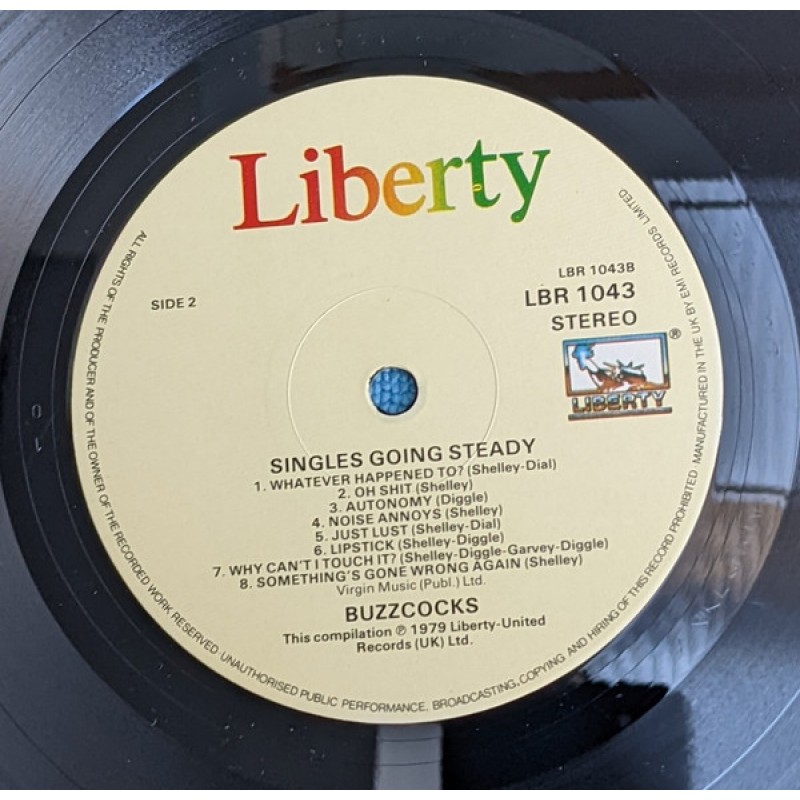 Liberty
SIDE 2
LBR 1043B
LBR 1043
STEREO
®
LIBERTY
SINGLES GOING STEADY
1. WHATEVER HAPPENED TO? (Shelley-Dial)
2. OH SHIT (Shelley)
3. AUTONOMY (Diggle)
4. NOISE ANNOYS (Shelley)
5. JUST LUST (Shelley-Dial)
6. LIPSTICK (Shelley-Diggle)
7. WHY CAN'T I TOUCH IT? (Shelley-Diggle-Garvey-Diggle)
8. SOMETHING'S GONE WRONG AGAIN (Shelley)
Virgin Music (Publ.) Ltd.
BUZZCOCKS
This compilation ℗ 1979 Liberty-United
Records (UK) Ltd.
ALL RIGHTS OF THE PRODUCER AND OF THE OWNER OF THE RECORDED WORK RESERVED UNAUTHORISED PUBLIC PERFORMANCE, BROADCASTING, COPYING AND HIRING OF THIS RECORD PROHIBITED · MANUFACTURED IN THE UK BY EMI RECORDS LIMITED